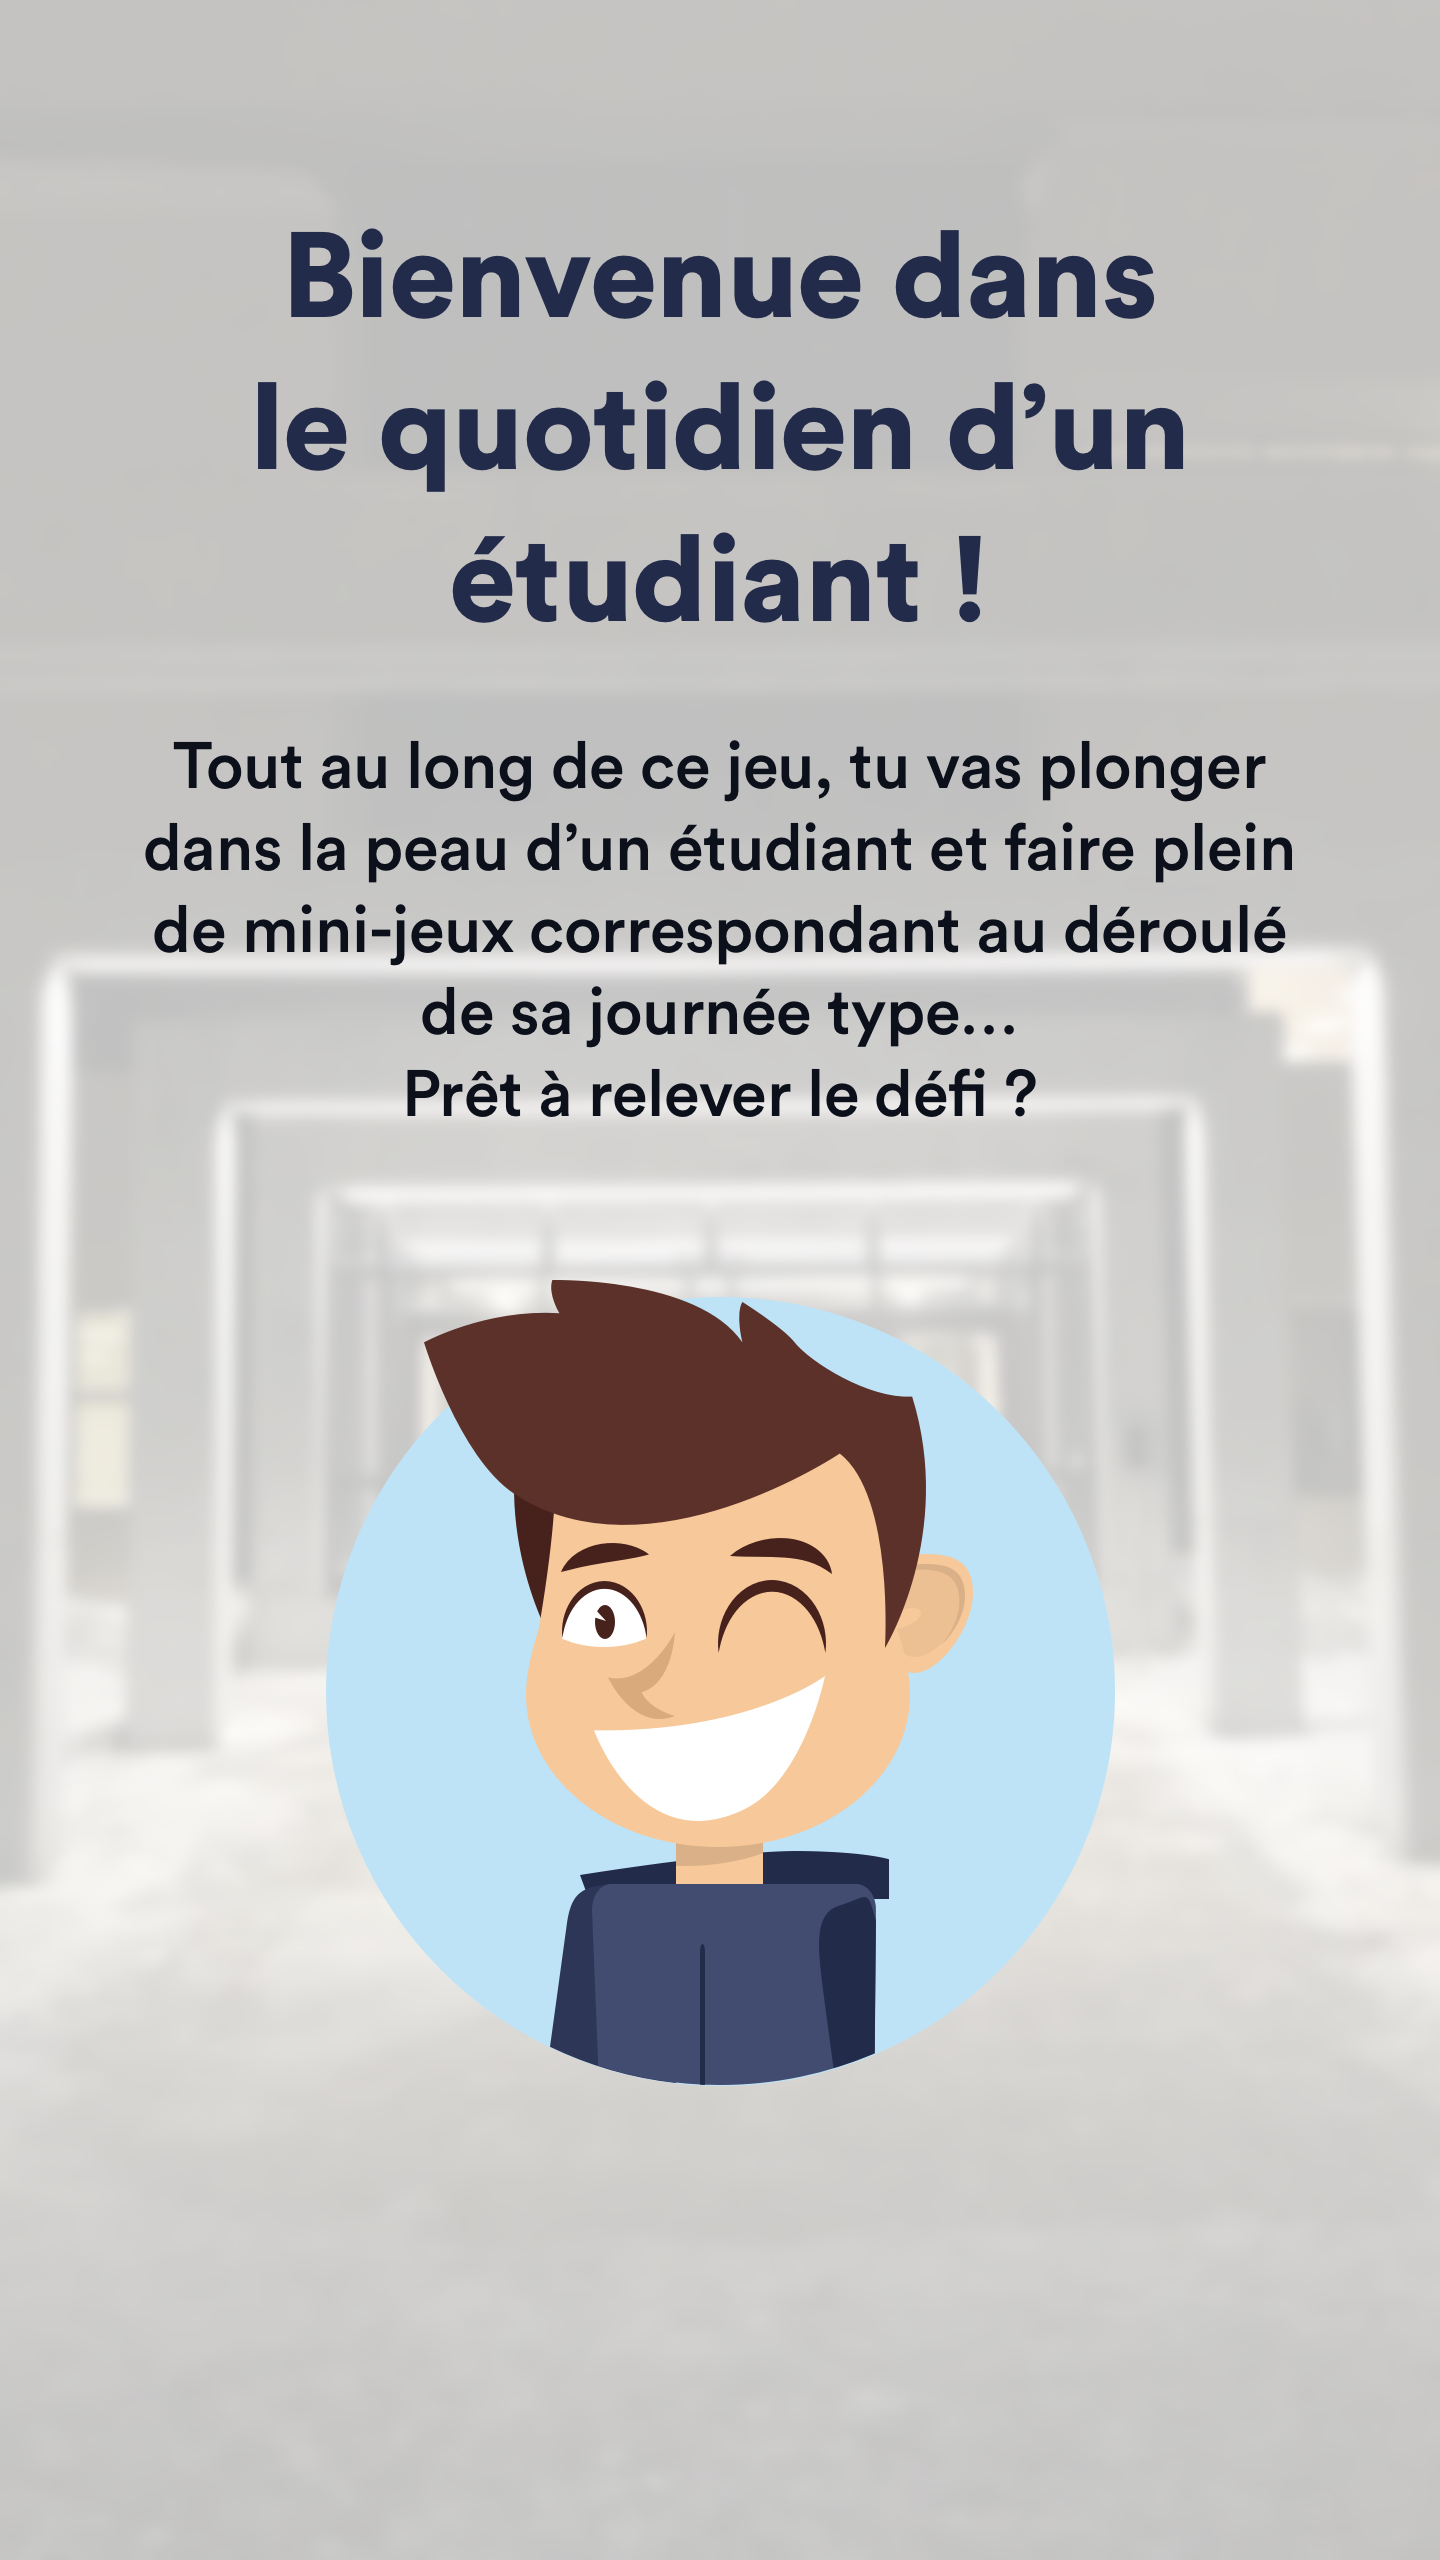 Bienvenue dans
le quotidien d’un
étudiant !
Tout au long de ce jeu, tu vas plonger
dans la peau d’un étudiant et faire plein
de mini-jeux correspondant au déroulé
de sa journée type...
Prêt à relever le défi ?